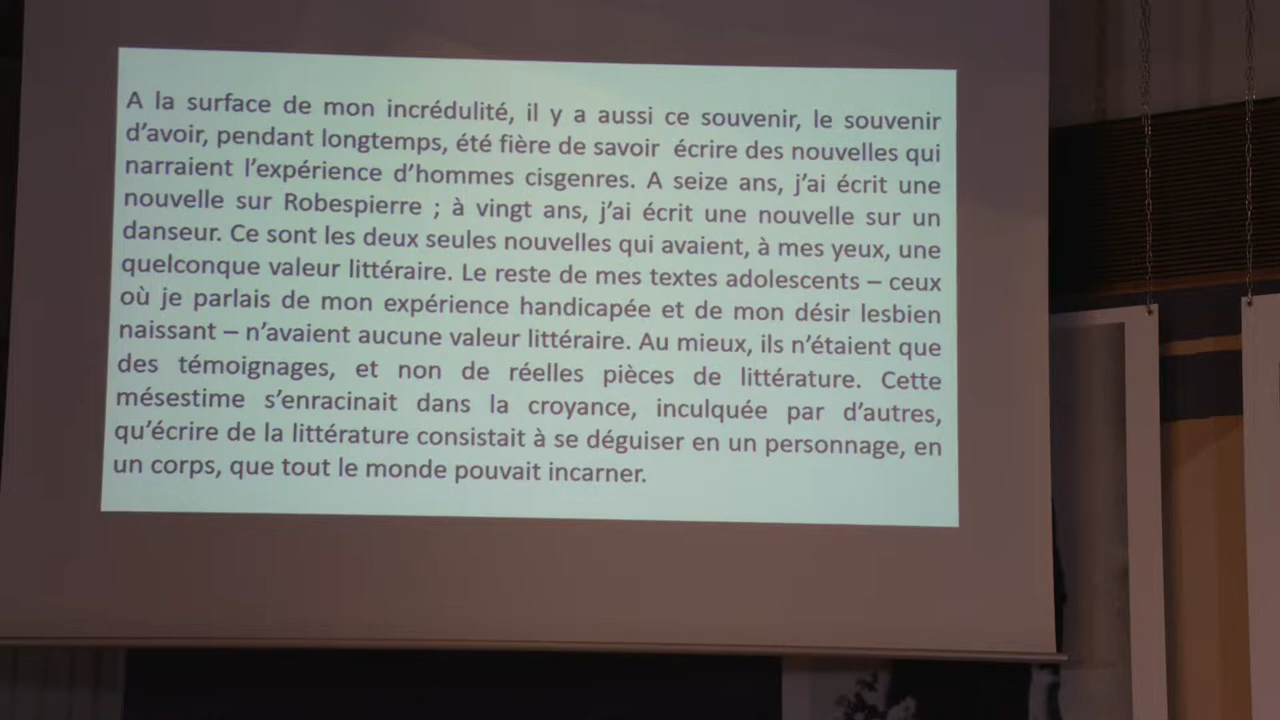 A la surface de mon incrédulité, il y a aussi ce souvenir, le souvenir
d'avoir, pendant longtemps, été fière de savoir écrire des nouvelles qui
narraient l'expérience d'hommes cisgenres. A seize ans, j'ai écrit une
nouvelle sur Robespierre ; à vingt ans, j'ai écrit une nouvelle sur un
danseur. Ce sont les deux seules nouvelles qui avaient, à mes yeux, une
quelconque valeur littéraire. Le reste de mes textes adolescents – ceux
où je parlais de mon expérience handicapée et de mon désir lesbien
naissant – n'avaient aucune valeur littéraire. Au mieux, ils n'étaient que
des témoignages, et non de réelles pièces de littérature. Cette
mésestime s'enracinait dans la croyance, inculquée par d'autres,
qu'écrire de la littérature consistait à se déguiser en un personnage, en
un corps, que tout le monde pouvait incarner.